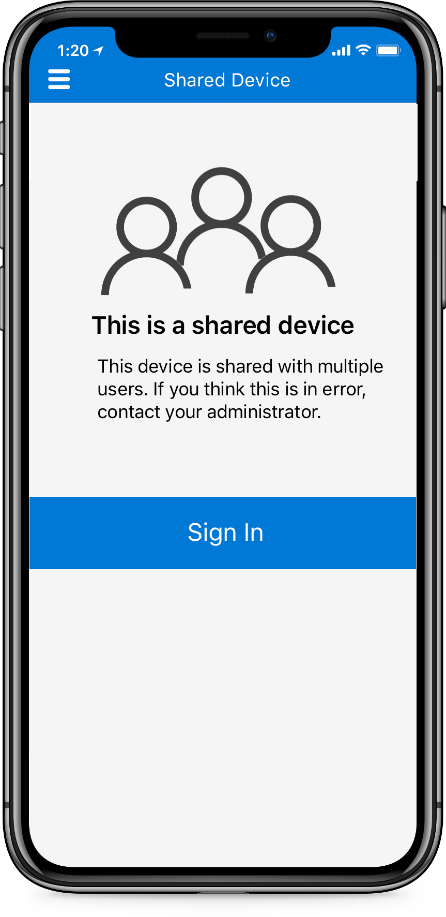 1:20
Shared Device
This is a shared device
This device is shared with multiple
users. If you think this is in error,
contact your administrator.
Sign In